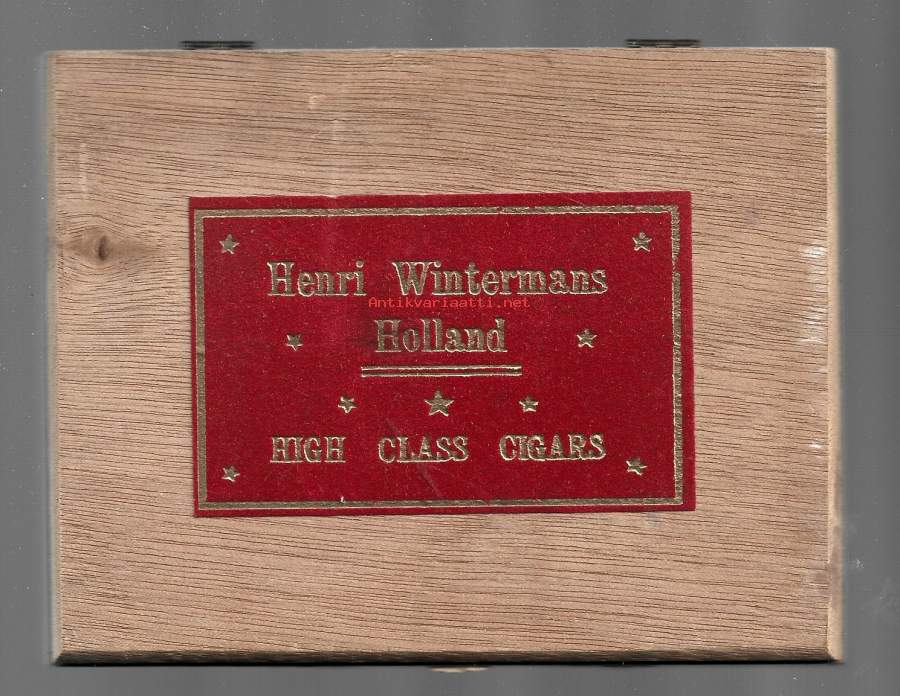 Henri Wintermans
Antikvariaatti.net
Holland
HIGH CLASS CIGARS